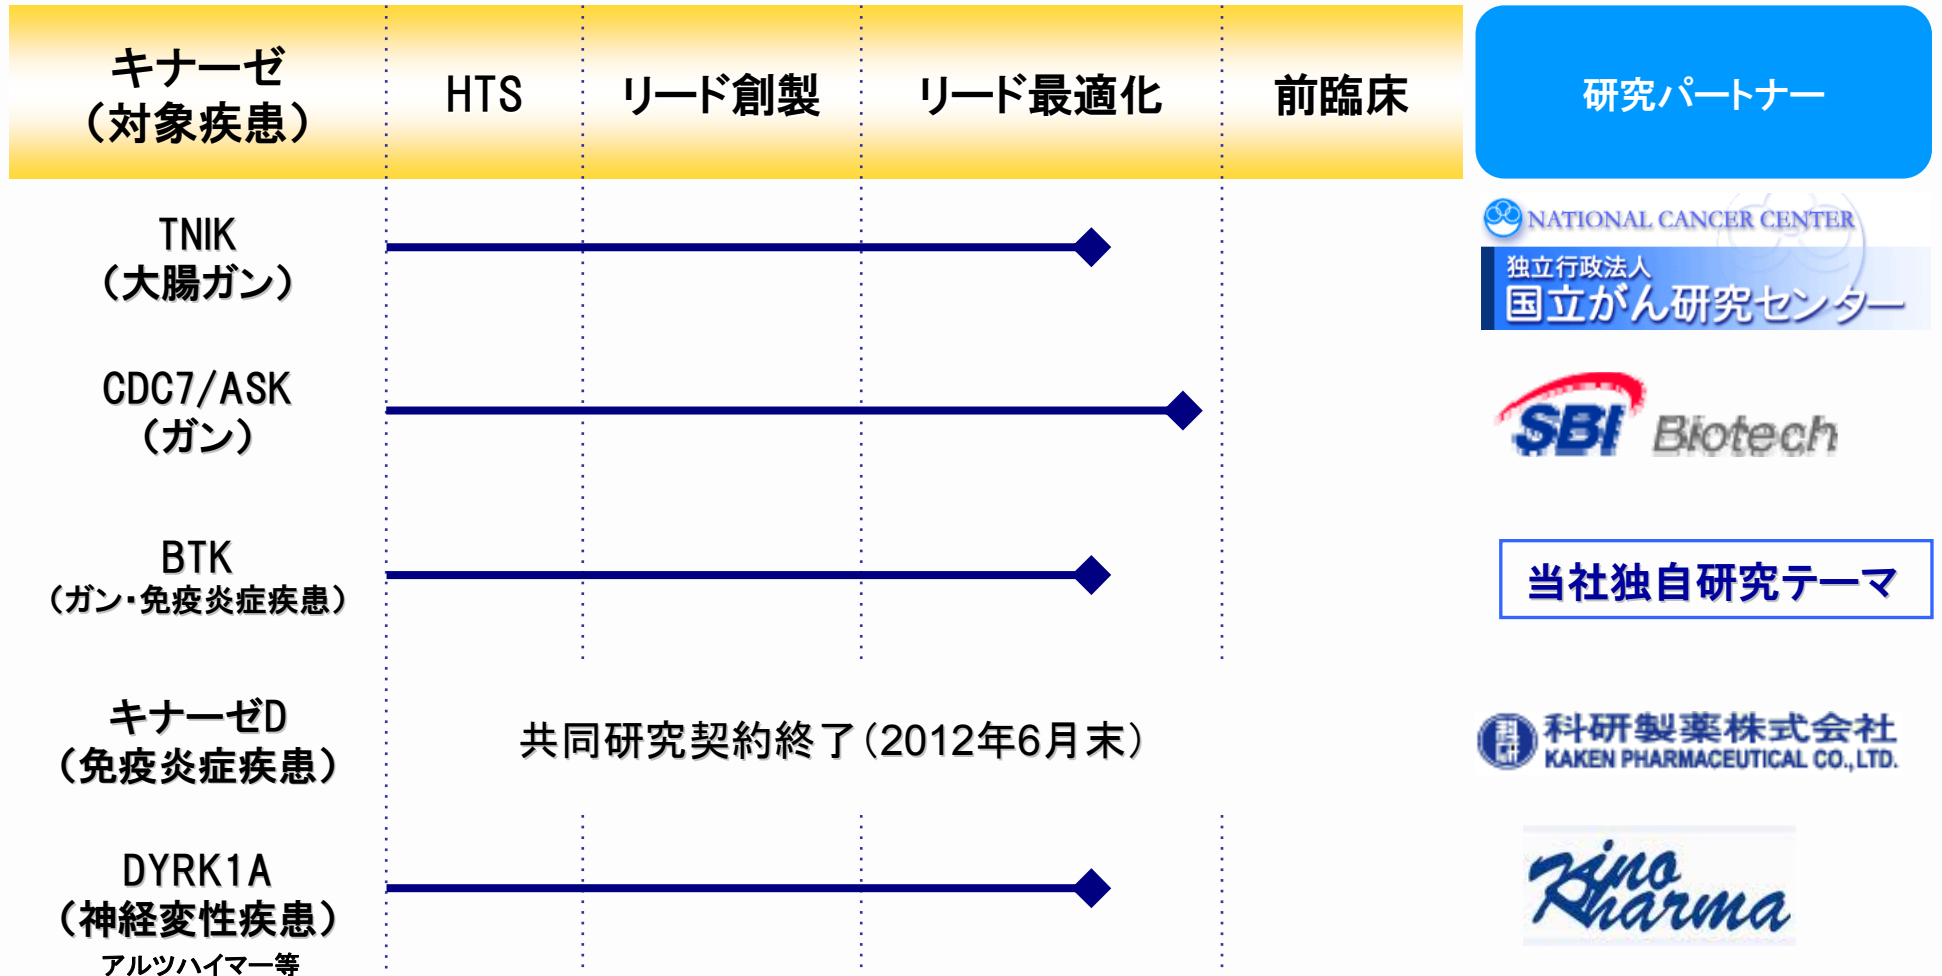 キナーゼ
（対象疾患）
HTS
リード創製
リード最適化
前臨床
研究パートナー
TNIK
（大腸ガン）
NATIONAL CANCER CENTER
独立行政法人
国立がん研究センター
CDC7/ASK
（ガン）
SBI Biotech
BTK
（ガン・免疫炎症疾患）
当社独自研究テーマ
キナーゼD
（免疫炎症疾患）
共同研究契約終了（2012年6月末）
科研
科研製薬株式会社
KAKEN PHARMACEUTICAL CO.,LTD.
DYRK1A
（神経変性疾患）
アルツハイマー等
Kino
Pharma